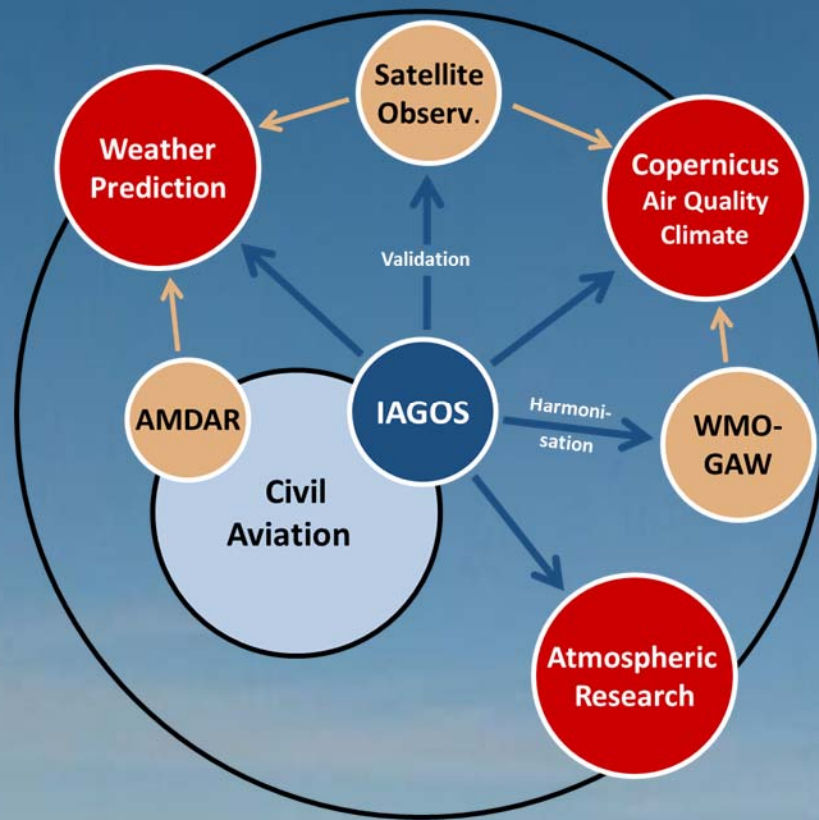 Satellite
Observ.
Weather
Prediction
Copernicus
Air Quality
Climate
Validation
AMDAR
IAGOS
Harmoni-
sation
WMO-
GAW
Civil
Aviation
Atmospheric
Research